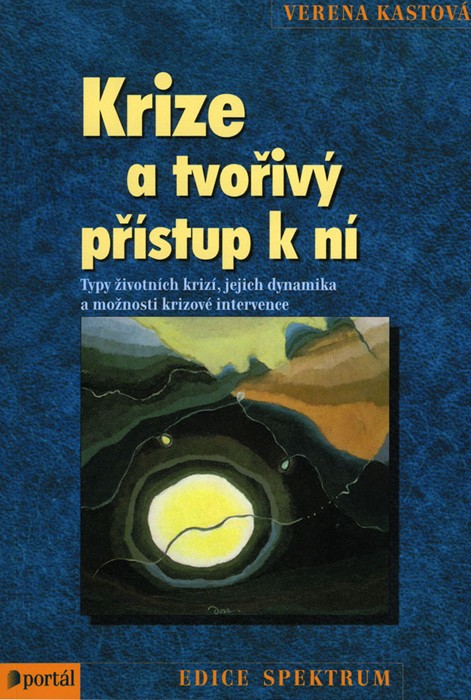 VERENA KASTOVÁ
Krize
a tvořivý
přístup k ní
Typy životních krizí, jejich dynamika
a možnosti krizové intervence
portál
EDICE SPEKTRUM